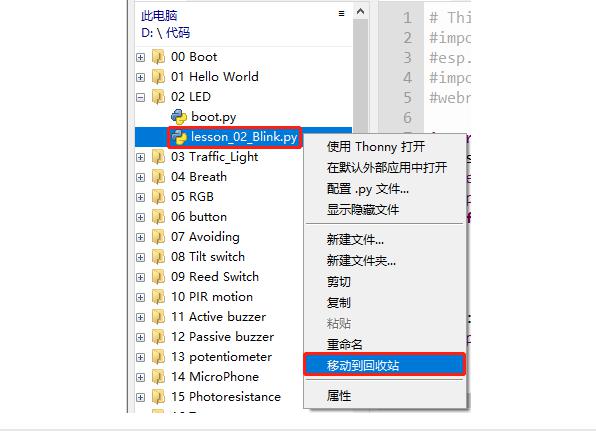 此电脑 ≡
D: \ 代码
00 Boot
01 Hello World
02 LED
boot.py
lesson_02_Blink.py
03 Traffic_Light
04 Breath
05 RGB
06 button
07 Avoiding
08 Tilt switch
09 Reed Switch
10 PIR motion
11 Active buzzer
12 Passive buzzer
13 potentiometer
14 MicroPhone
15 Photoresistance
1 # Thi
2 #impo
3 #esp.
4 #impo
5 #webr
6
使用 Thonny 打开
在默认外部应用中打开
配置 .py 文件...
显示隐藏文件
新建文件...
新建文件夹...
剪切
复制
粘贴
重命名
移动到回收站
属性